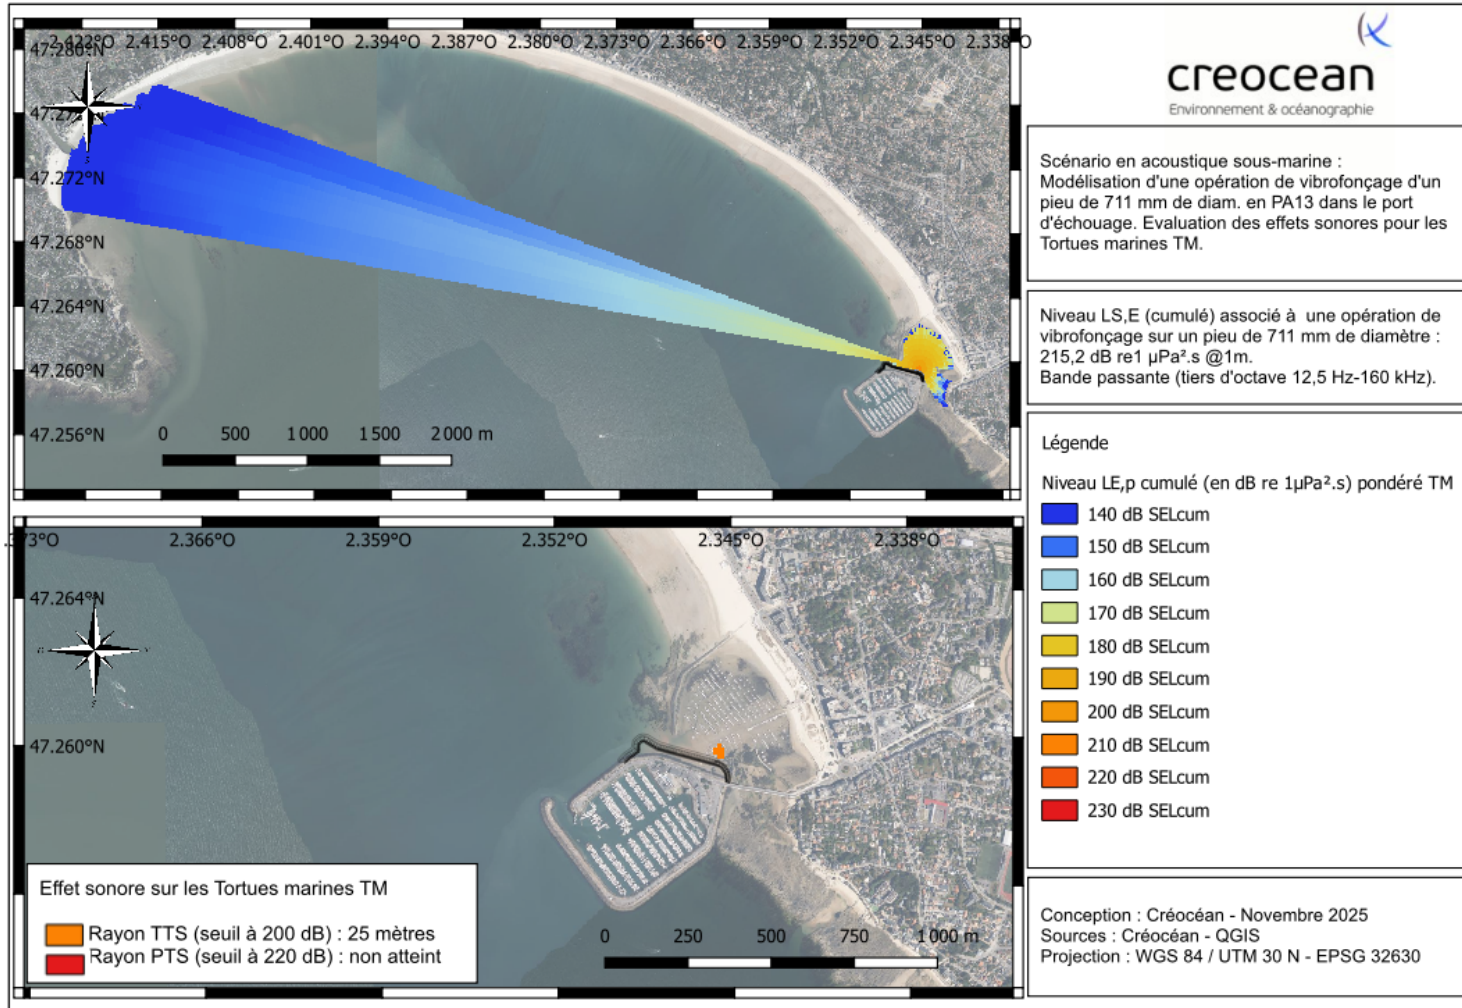 2.422°O 2.415°O 2.408°O 2.401°O 2.394°O 2.387°O 2.380°O 2.373°O 2.366°O 2.359°O 2.352°O 2.345°O 2.338°O
47.280°N
47.272°N
47.268°N
47.264°N
47.260°N
47.256°N
0 500 1 000 1 500 2 000 m
2.366°O 2.359°O 2.352°O 2.345°O 2.338°O
47.264°N
47.260°N
Effet sonore sur les Tortues marines TM
Rayon TTS (seuil à 200 dB) : 25 mètres
Rayon PTS (seuil à 220 dB) : non atteint
0 250 500 750 1 000 m
creocean
Environnement & océanographie
Scénario en acoustique sous-marine :
Modélisation d'une opération de vibrofonçage d'un
pieu de 711 mm de diam. en PA13 dans le port
d'échouage. Evaluation des effets sonores pour les
Tortues marines TM.
Niveau LS,E (cumulé) associé à une opération de
vibrofonçage sur un pieu de 711 mm de diamètre :
215,2 dB re1 µPa².s @1m.
Bande passante (tiers d'octave 12,5 Hz-160 kHz).
Légende
Niveau LE,p cumulé (en dB re 1µPa².s) pondéré TM
140 dB SELcum
150 dB SELcum
160 dB SELcum
170 dB SELcum
180 dB SELcum
190 dB SELcum
200 dB SELcum
210 dB SELcum
220 dB SELcum
230 dB SELcum
Conception : Créocéan - Novembre 2025
Sources : Créocéan - QGIS
Projection : WGS 84 / UTM 30 N - EPSG 32630